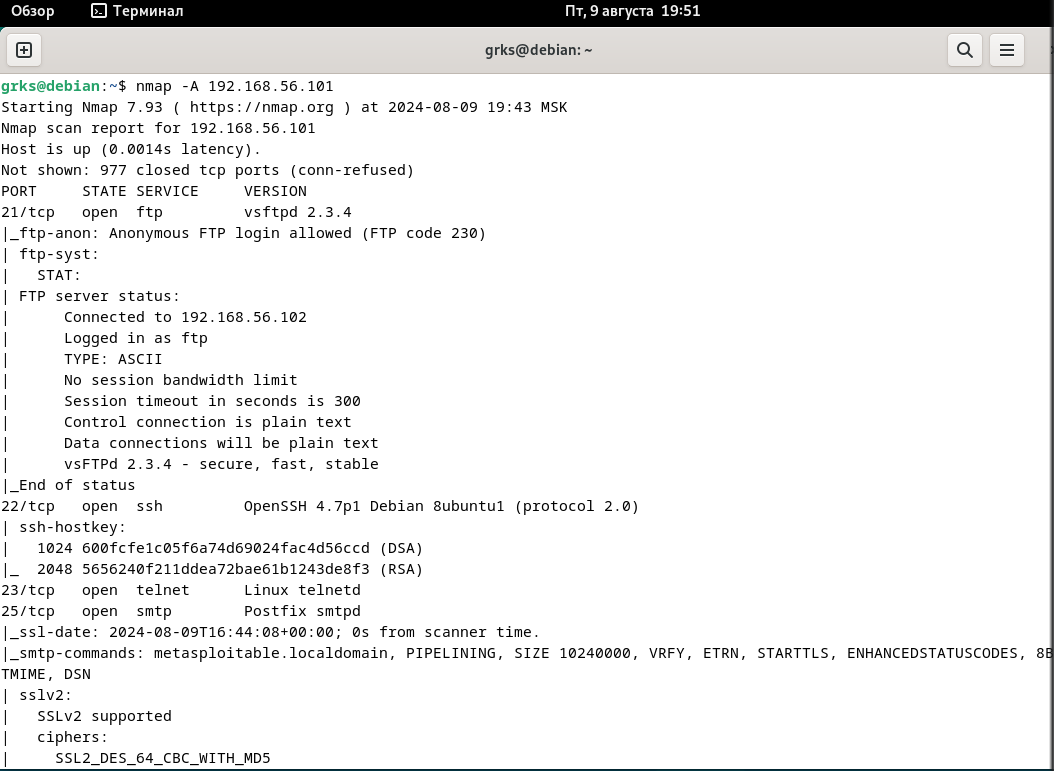 Обзор Терминал Пт, 9 августа 19:51
grks@debian: ~
grks@debian:~$ nmap -A 192.168.56.101
Starting Nmap 7.93 ( https://nmap.org ) at 2024-08-09 19:43 MSK
Nmap scan report for 192.168.56.101
Host is up (0.0014s latency).
Not shown: 977 closed tcp ports (conn-refused)
PORT     STATE SERVICE     VERSION
21/tcp   open  ftp         vsftpd 2.3.4
|_ftp-anon: Anonymous FTP login allowed (FTP code 230)
| ftp-syst:
|   STAT:
| FTP server status:
|      Connected to 192.168.56.102
|      Logged in as ftp
|      TYPE: ASCII
|      No session bandwidth limit
|      Session timeout in seconds is 300
|      Control connection is plain text
|      Data connections will be plain text
|      vsFTPd 2.3.4 - secure, fast, stable
|_End of status
22/tcp   open  ssh         OpenSSH 4.7p1 Debian 8ubuntu1 (protocol 2.0)
| ssh-hostkey:
|   1024 600fcfe1c05f6a74d69024fac4d56ccd (DSA)
|_  2048 5656240f211ddea72bae61b1243de8f3 (RSA)
23/tcp   open  telnet      Linux telnetd
25/tcp   open  smtp        Postfix smtpd
|_ssl-date: 2024-08-09T16:44:08+00:00; 0s from scanner time.
|_smtp-commands: metasploitable.localdomain, PIPELINING, SIZE 10240000, VRFY, ETRN, STARTTLS, ENHANCEDSTATUSCODES, 8B
TMIME, DSN
| sslv2:
|   SSLv2 supported
|   ciphers:
|     SSL2_DES_64_CBC_WITH_MD5